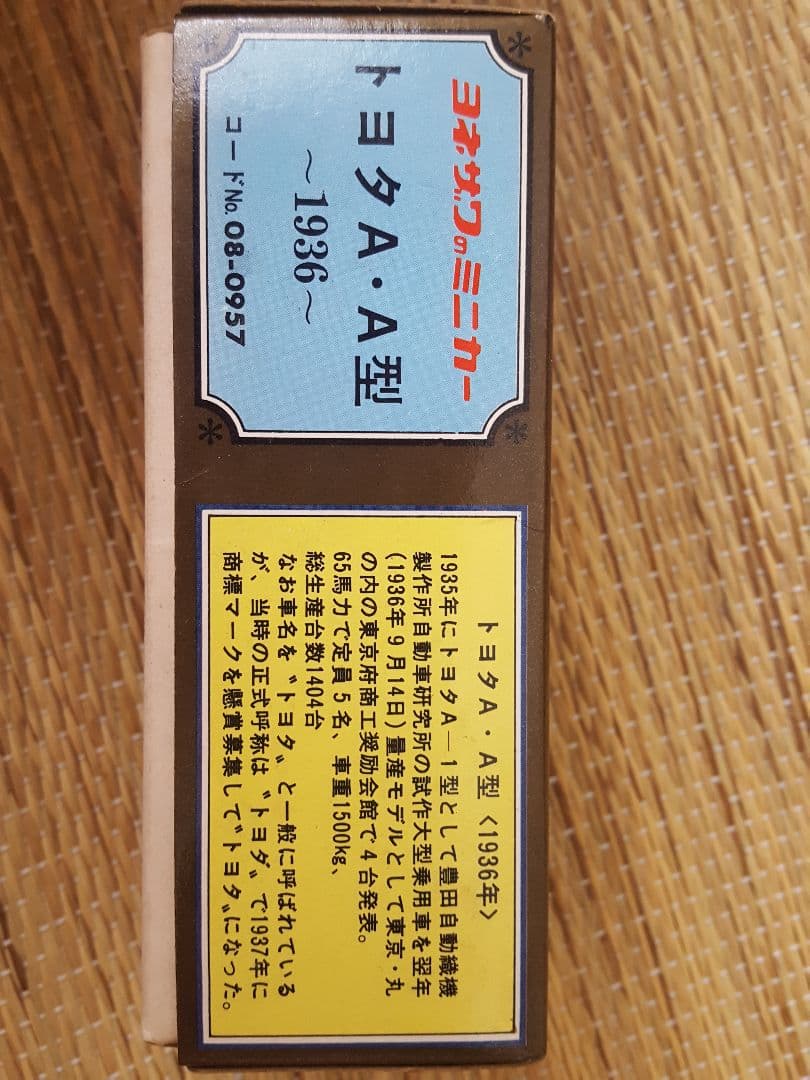 ヨネザワのミニカー
トヨタA・A型
〜1936〜
コードNo.08-0957
トヨタA・A型〈1936年〉
1935年にトヨタA―1型として豊田自動織機
製作所自動車研究所の試作大型乗用車を翌年
(1936年9月14日)量産モデルとして東京・丸
の内の東京府商工奨励会館で4台発表。
65馬力で定員5名、車重1500kg、
総生産台数1404台
なお車名を〝トヨタ〟と一般に呼ばれている
が、当時の正式呼称は〝トヨダ〟で1937年に
商標マークを懸賞募集して〝トヨタ〟になった。